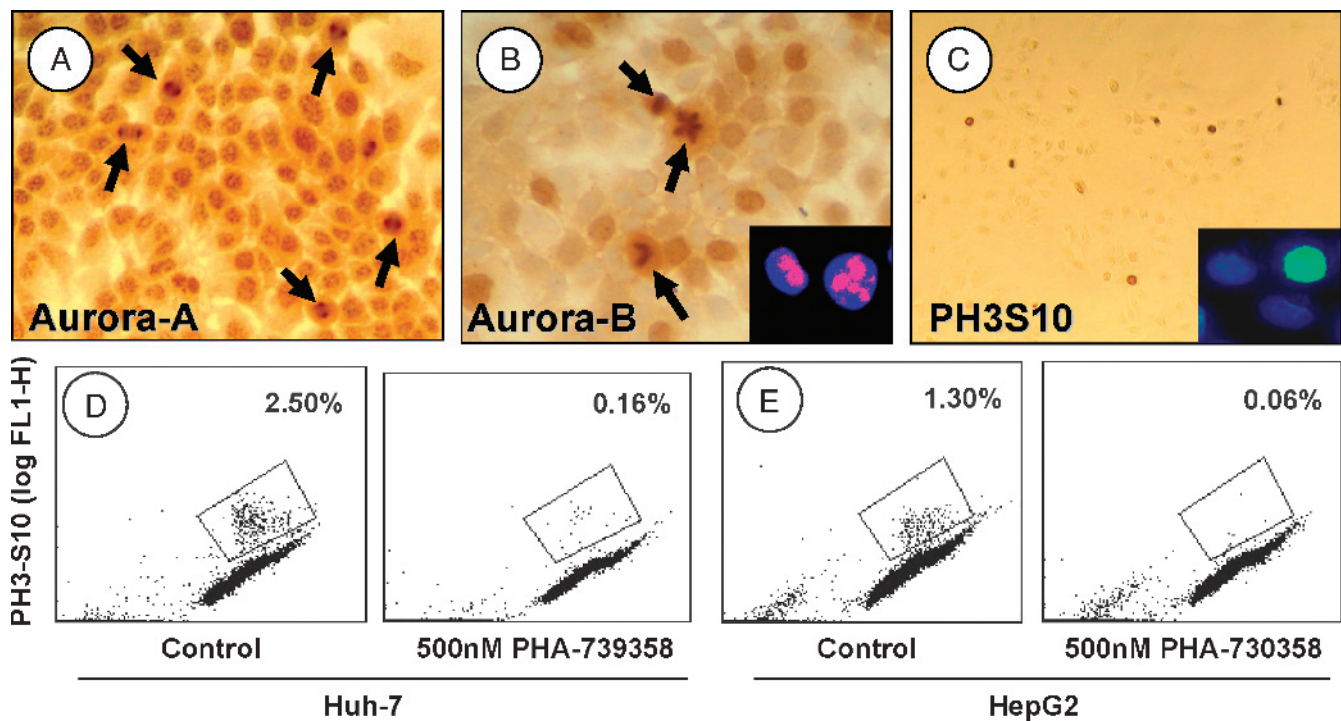 A
B
C
Aurora-A
Aurora-B
PH3S10
PH3-S10 (log FL1-H)
D
2.50%
0.16%
E
1.30%
0.06%
Control
500nM PHA-739358
Control
500nM PHA-730358
Huh-7
HepG2